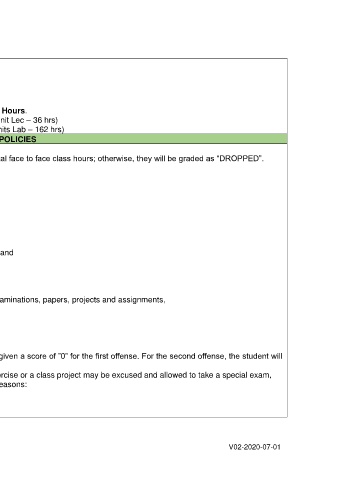 Hours.
nit Lec – 36 hrs)
nits Lab – 162 hrs)
POLICIES
al face to face class hours; otherwise, they will be graded as "DROPPED".
and
aminations, papers, projects and assignments.
given a score of "0" for the first offense. For the second offense, the student will
rcise or a class project may be excused and allowed to take a special exam,
easons:
V02-2020-07-01